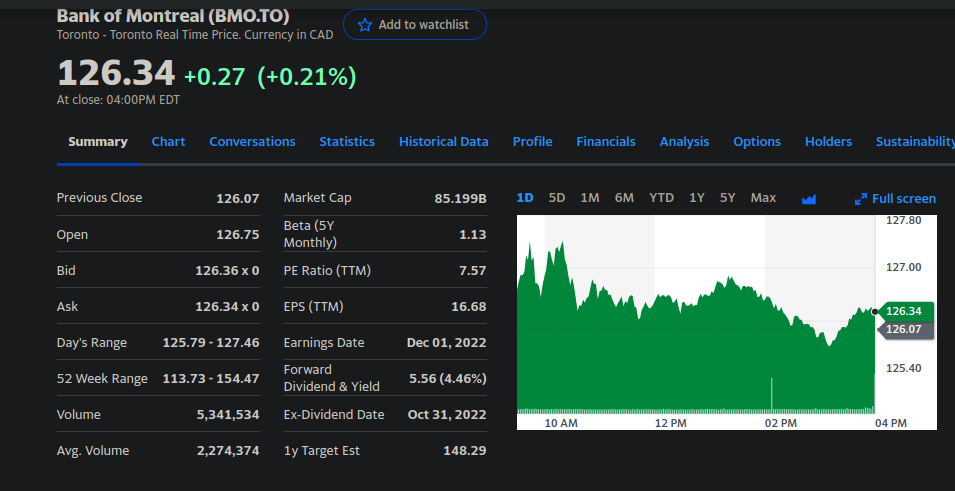 Bank of Montreal (BMO.TO)
Add to watchlist
Toronto - Toronto Real Time Price. Currency in CAD
126.34 +0.27 (+0.21%)
At close: 04:00PM EDT
Summary Chart Conversations Statistics Historical Data Profile Financials Analysis Options Holders Sustainability
Previous Close 126.07
Open 126.75
Bid 126.36 x 0
Ask 126.34 x 0
Day's Range 125.79 - 127.46
52 Week Range 113.73 - 154.47
Volume 5,341,534
Avg. Volume 2,274,374
Market Cap 85.199B
Beta (5Y
Monthly) 1.13
PE Ratio (TTM) 7.57
EPS (TTM) 16.68
Earnings Date Dec 01, 2022
Forward
Dividend & Yield 5.56 (4.46%)
Ex-Dividend Date Oct 31, 2022
1y Target Est 148.29
1D 5D 1M 6M YTD 1Y 5Y Max Full screen
127.80
127.00
126.34
126.07
125.40
10 AM 12 PM 02 PM 04 PM